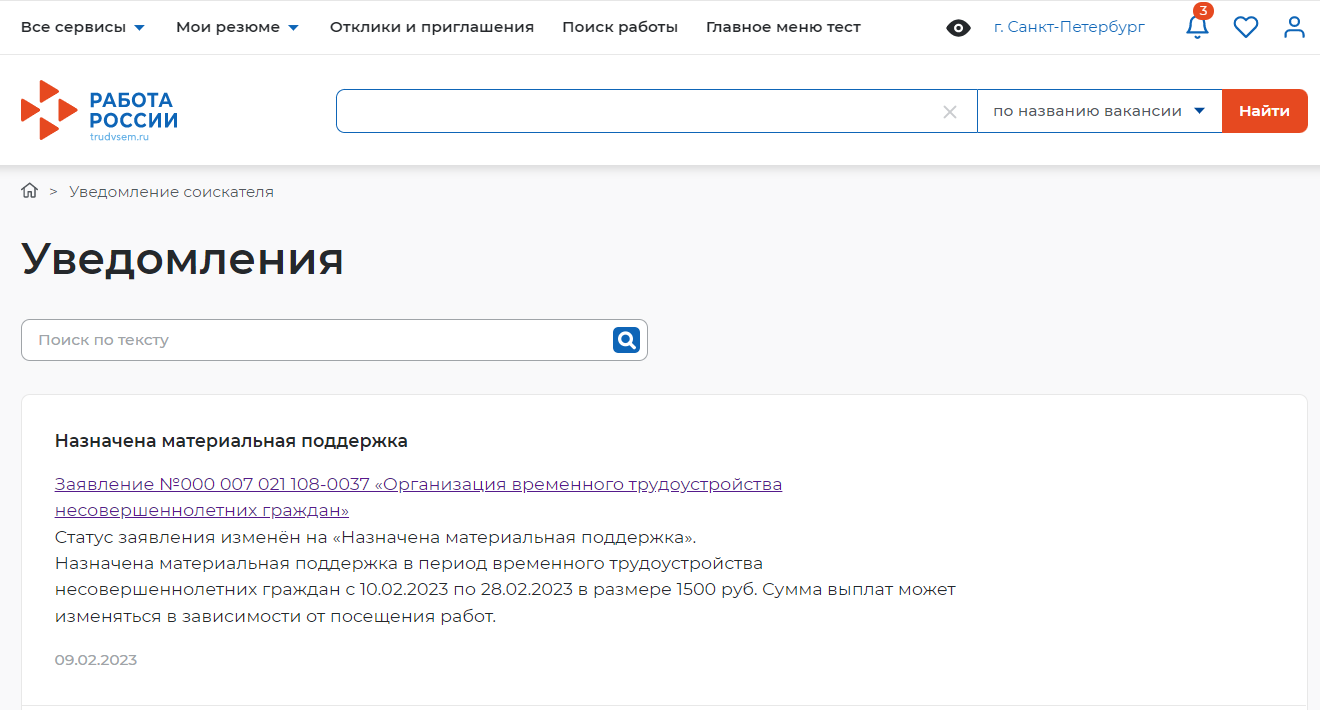 Все сервисы Мои резюме Отклики и приглашения Поиск работы Главное меню тест г. Санкт-Петербург 3
РАБОТА
РОССИИ
trudvsem.ru
по названию вакансии Найти
> Уведомление соискателя
Уведомления
Поиск по тексту
Назначена материальная поддержка
Заявление №000 007 021 108-0037 «Организация временного трудоустройства
несовершеннолетних граждан»
Статус заявления изменён на «Назначена материальная поддержка».
Назначена материальная поддержка в период временного трудоустройства
несовершеннолетних граждан с 10.02.2023 по 28.02.2023 в размере 1500 руб. Сумма выплат может
изменяться в зависимости от посещения работ.
09.02.2023